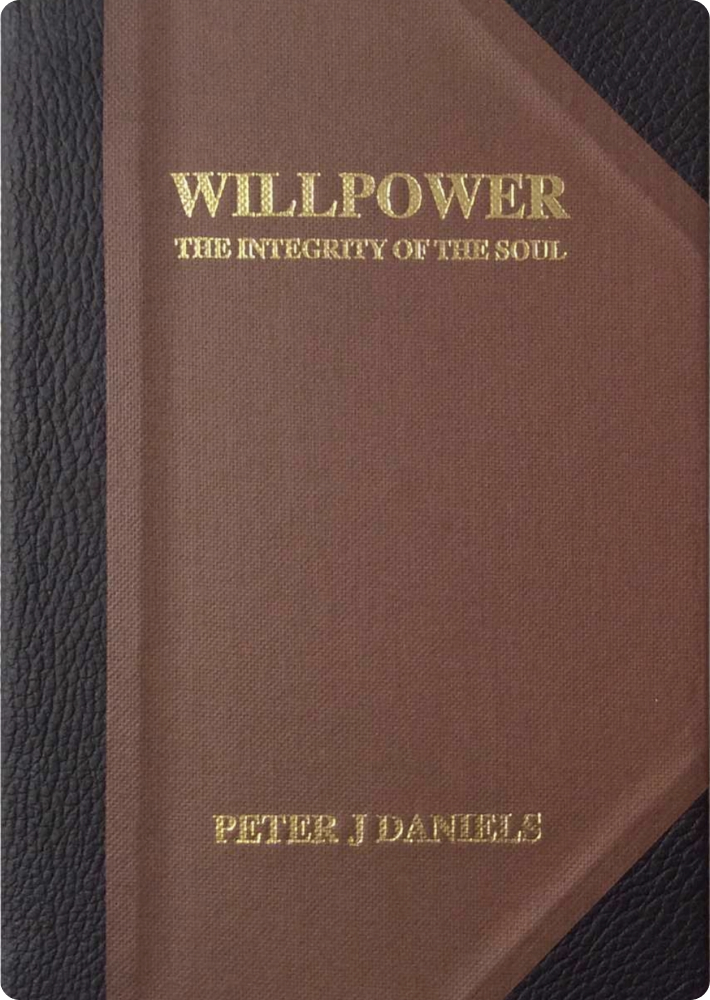 WILLPOWER
THE INTEGRITY OF THE SOUL
PETER J DANIELS